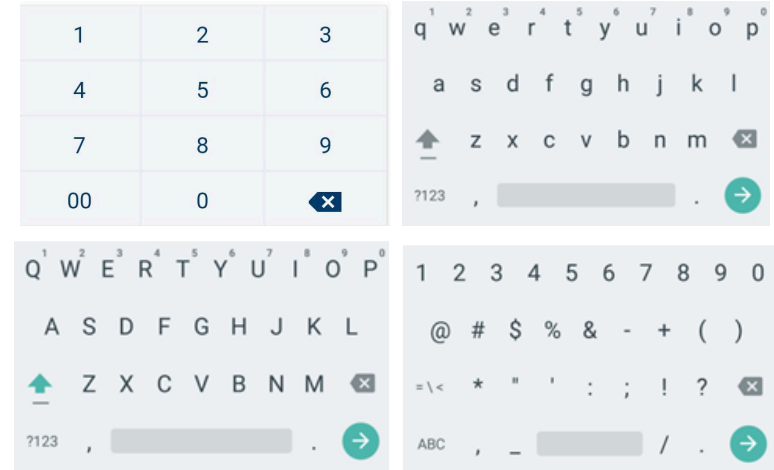 1 2 3
4 5 6
7 8 9
00 0
1 2 3 4 5 6 7 8 9 0
q w e r t y u i o p
a s d f g h j k l
z x c v b n m
?123 , .
1 2 3 4 5 6 7 8 9 0
Q W E R T Y U I O P
A S D F G H J K L
Z X C V B N M
?123 , .
1 2 3 4 5 6 7 8 9 0
@ # $ % & - + ( )
= \ < * " ' : ; ! ?
ABC , _ / .